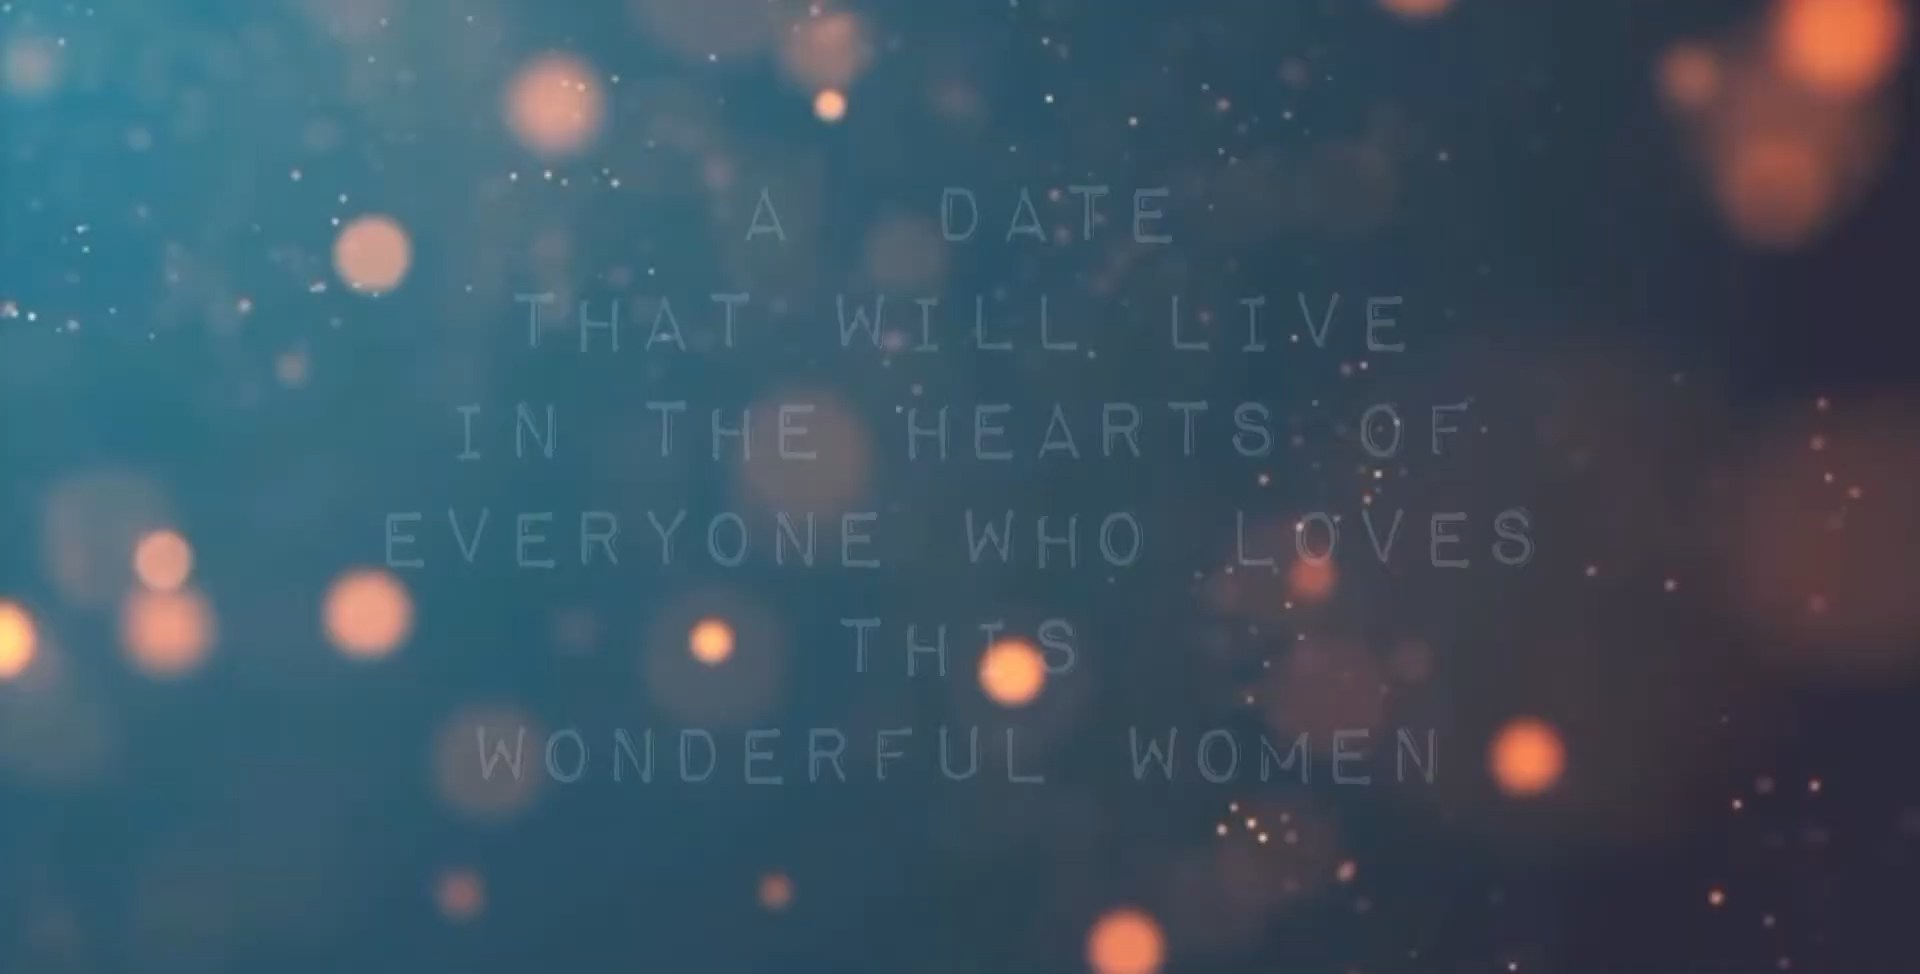 A DATE
THAT WILL LIVE
IN THE HEARTS OF
EVERYONE WHO LOVES
THIS
WONDERFUL WOMEN